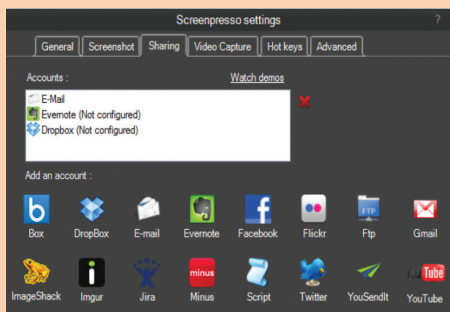 Screenpresso settings ?
General Screenshot Sharing Video Capture Hot keys Advanced
Accounts : Watch demos
E-Mail
Evernote (Not configured)
Dropbox (Not configured)
Add an account :
b f FTP M
Box DropBox E-mail Evernote Facebook Flickr Ftp Gmail
i minus Tube
ImageShack Imgur Jira Minus Script Twitter YouSendIt YouTube